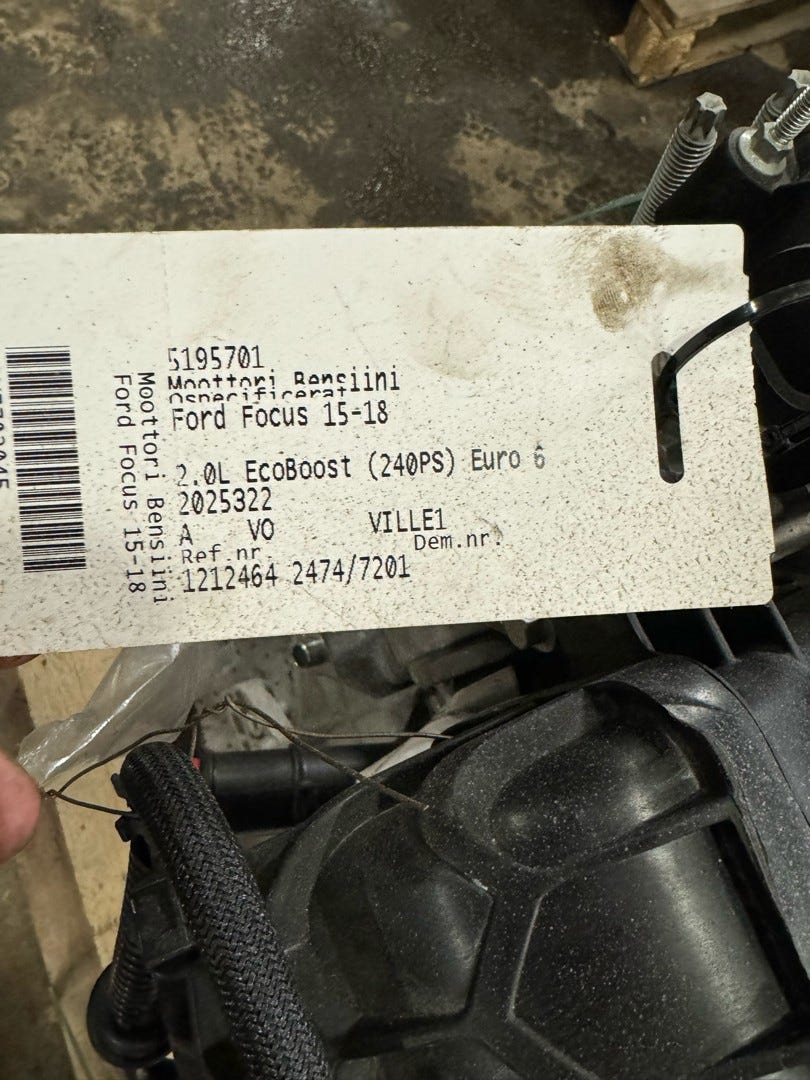 5195701
Moottori Bensiini
Ospecificerat
Ford Focus 15-18
2.0L EcoBoost (240PS) Euro 6
2025322
A VO VILLE1
Ref.nr. Dem.nr.
1212464 2474/7201
Moottori Bensiini
Ford Focus 15-18